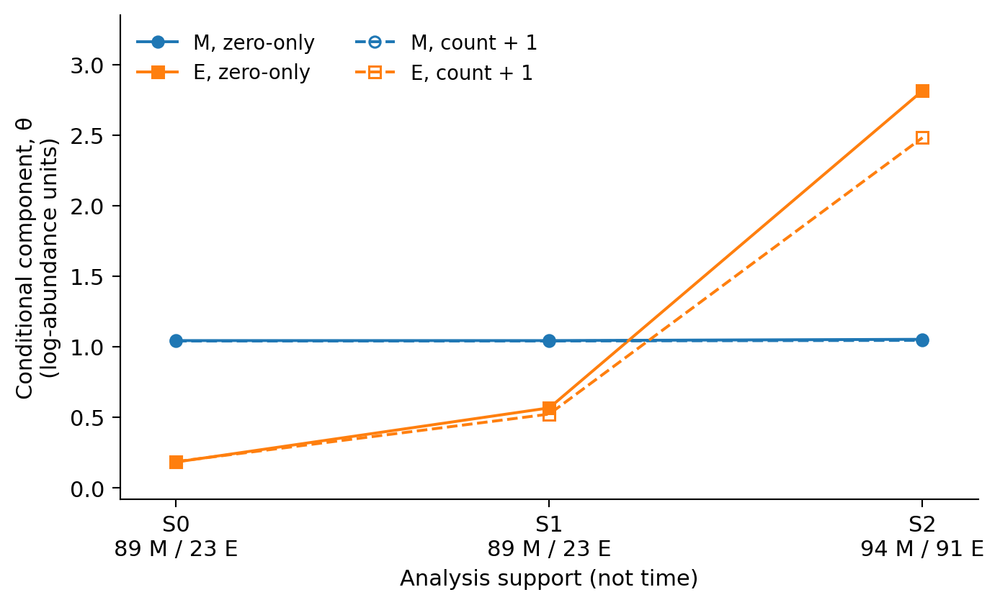 M, zero-only
E, zero-only
M, count + 1
E, count + 1
Conditional component, θ
(log-abundance units)
3.0
2.5
2.0
1.5
1.0
0.5
0.0
S0
89 M / 23 E
S1
89 M / 23 E
S2
94 M / 91 E
Analysis support (not time)